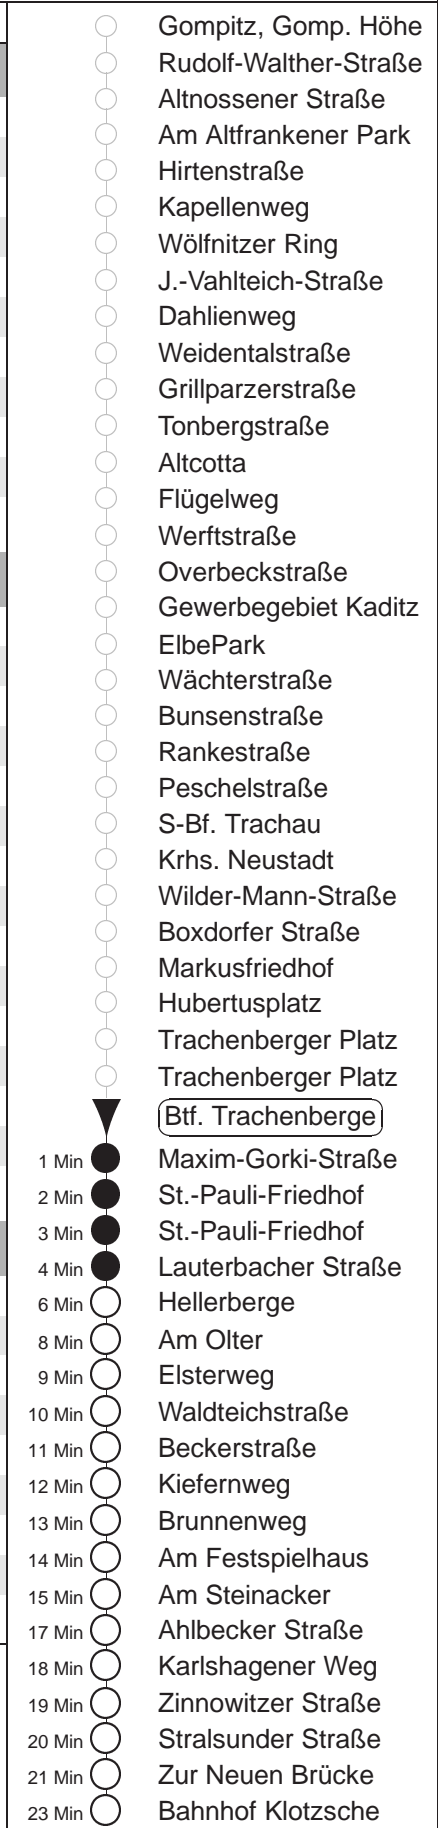 Gompitz, Gomp. Höhe
Rudolf-Walther-Straße
Altnossener Straße
Am Altfrankener Park
Hirtenstraße
Kapellenweg
Wölfnitzer Ring
J.-Vahlteich-Straße
Dahlienweg
Weidentalstraße
Grillparzerstraße
Tonbergstraße
Altcotta
Flügelweg
Werftstraße
Overbeckstraße
Gewerbegebiet Kaditz
ElbePark
Wächterstraße
Bunsenstraße
Rankestraße
Peschelstraße
S-Bf. Trachau
Krhs. Neustadt
Wilder-Mann-Straße
Boxdorfer Straße
Markusfriedhof
Hubertusplatz
Trachenberger Platz
Trachenberger Platz
Btf. Trachenberge
1 Min Maxim-Gorki-Straße
2 Min St.-Pauli-Friedhof
3 Min St.-Pauli-Friedhof
4 Min Lauterbacher Straße
6 Min Hellerberge
8 Min Am Olter
9 Min Elsterweg
10 Min Waldteichstraße
11 Min Beckerstraße
12 Min Kiefernweg
13 Min Brunnenweg
14 Min Am Festspielhaus
15 Min Am Steinacker
17 Min Ahlbecker Straße
18 Min Karlshagener Weg
19 Min Zinnowitzer Straße
20 Min Stralsunder Straße
21 Min Zur Neuen Brücke
23 Min Bahnhof Klotzsche